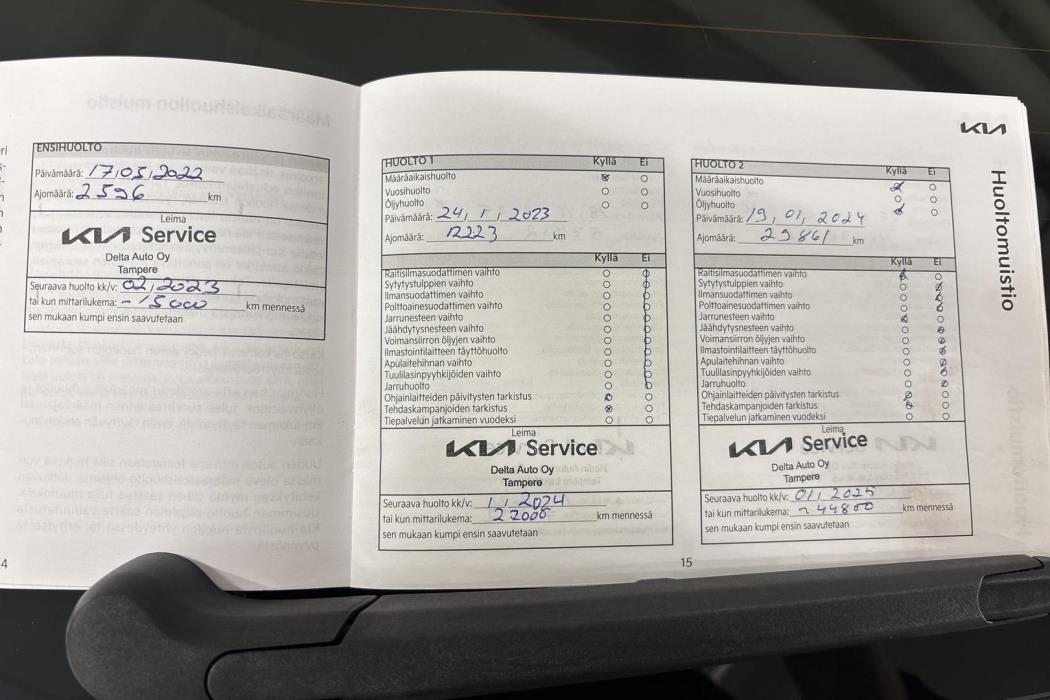 ENSIHUOLTO
Päivämäärä: 17,05,2022
Ajomäärä: 2596 km
Leima
KIA Service
Delta Auto Oy
Tampere
Seuraava huolto kk/v: 02,2023
tai kun mittarilukema: ~15000 km mennessä
sen mukaan kumpi ensin saavutetaan
4
HUOLTO 1 Kyllä Ei
Määräaikaishuolto
Vuosihuolto
Öljyhuolto
Päivämäärä: 24, 1, 2023
Ajomäärä: 12223 km
Kyllä Ei
Raitisilmasuodattimen vaihto
Sytytystulppien vaihto
Ilmansuodattimen vaihto
Polttoainesuodattimen vaihto
Jarrunesteen vaihto
Jäähdytysnesteen vaihto
Voimansiirron öljyjen vaihto
Ilmastointilaitteen täyttöhuolto
Apulaitehihnan vaihto
Tuulilasinpyyhkijöiden vaihto
Jarruhuolto
Ohjainlaitteiden päivitysten tarkistus
Tehdaskampanjoiden tarkistus
Tiepalvelun jatkaminen vuodeksi
Leima
KIA Service
Delta Auto Oy
Tampere
Seuraava huolto kk/v: 1, 2024
tai kun mittarilukema: 27000 km mennessä
sen mukaan kumpi ensin saavutetaan
15
KIA
Huoltomuistio
HUOLTO 2 Kyllä Ei
Määräaikaishuolto
Vuosihuolto
Öljyhuolto
Päivämäärä: 19, 01, 2024
Ajomäärä: 29861 km
Kyllä Ei
Raitisilmasuodattimen vaihto
Sytytystulppien vaihto
Ilmansuodattimen vaihto
Polttoainesuodattimen vaihto
Jarrunesteen vaihto
Jäähdytysnesteen vaihto
Voimansiirron öljyjen vaihto
Ilmastointilaitteen täyttöhuolto
Apulaitehihnan vaihto
Tuulilasinpyyhkijöiden vaihto
Jarruhuolto
Ohjainlaitteiden päivitysten tarkistus
Tehdaskampanjoiden tarkistus
Tiepalvelun jatkaminen vuodeksi
Leima
KIA Service
Delta Auto Oy
Tampere
Seuraava huolto kk/v: 01, 2025
tai kun mittarilukema: ~44800 km mennessä
sen mukaan kumpi ensin saavutetaan